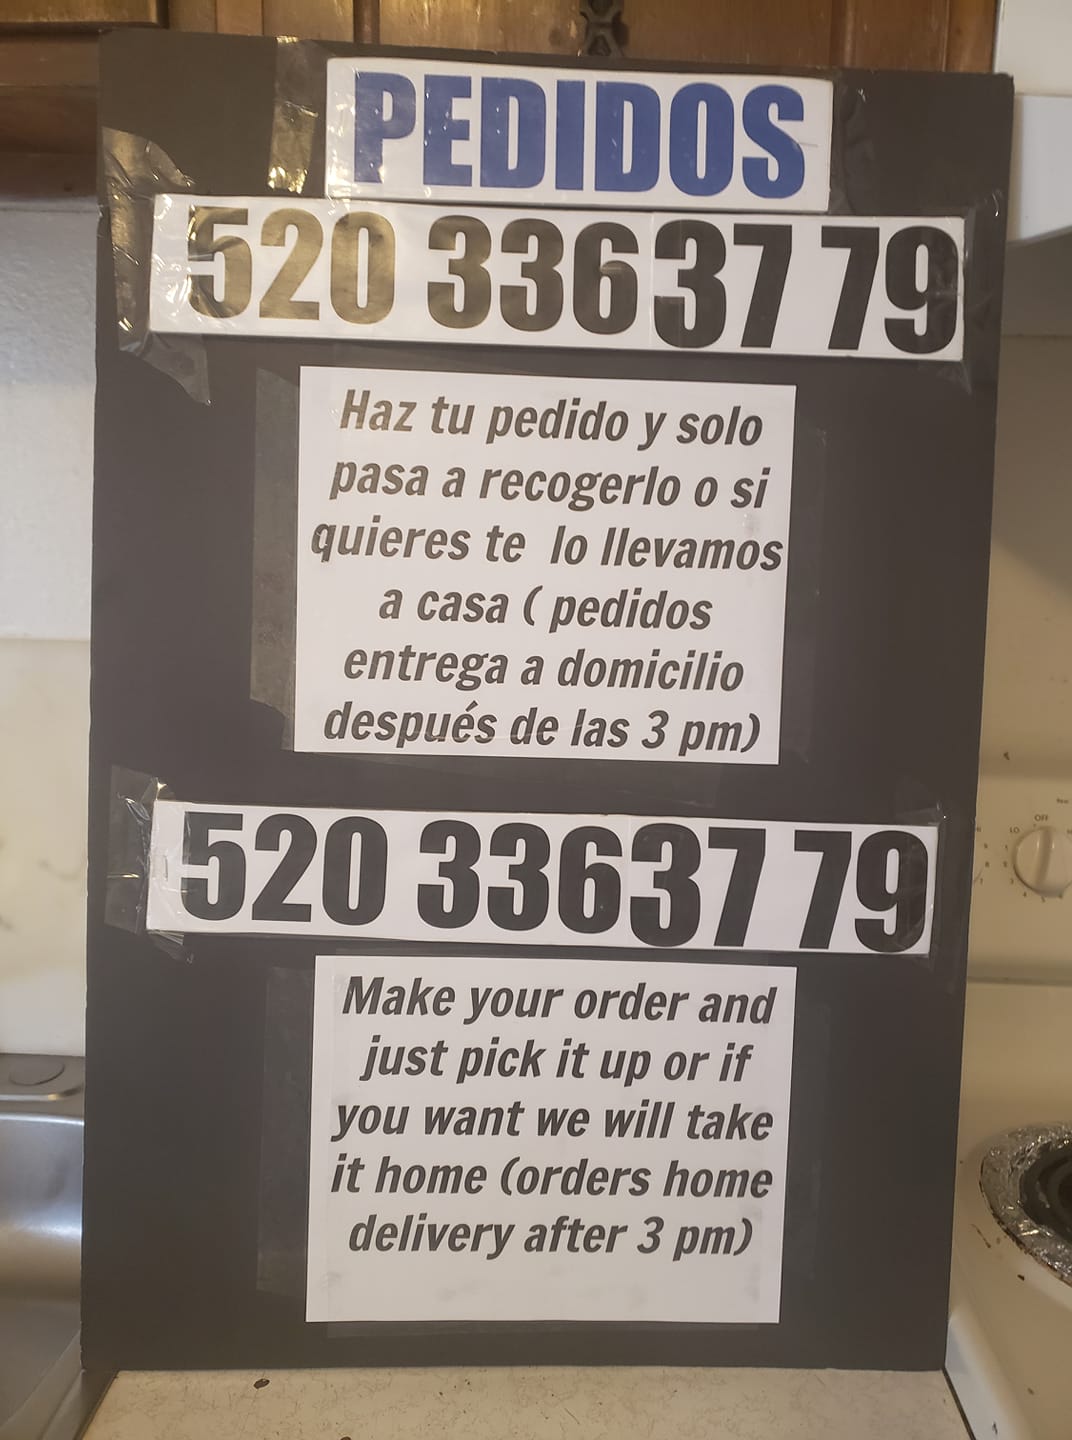 PEDIDOS
520 336 37 79
Haz tu pedido y solo
pasa a recogerlo o si
quieres te lo llevamos
a casa ( pedidos
entrega a domicilio
después de las 3 pm)
520 336 37 79
Make your order and
just pick it up or if
you want we will take
it home (orders home
delivery after 3 pm)
OFF
LO